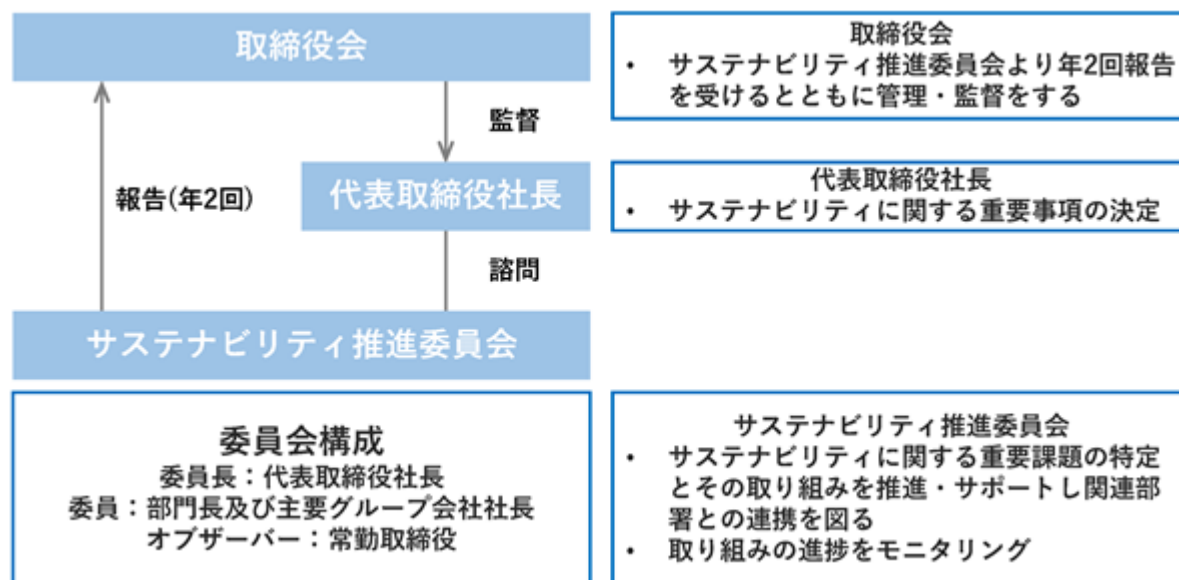 取締役会
監督
代表取締役社長
報告(年2回)
諮問
サステナビリティ推進委員会
委員会構成
委員長：代表取締役社長
委員：部門長及び主要グループ会社社長
オブザーバー：常勤取締役
取締役会
• サステナビリティ推進委員会より年2回報告
を受けるとともに管理・監督をする
代表取締役社長
• サステナビリティに関する重要事項の決定
サステナビリティ推進委員会
• サステナビリティに関する重要課題の特定
とその取り組みを推進・サポートし関連部
署との連携を図る
• 取り組みの進捗をモニタリング